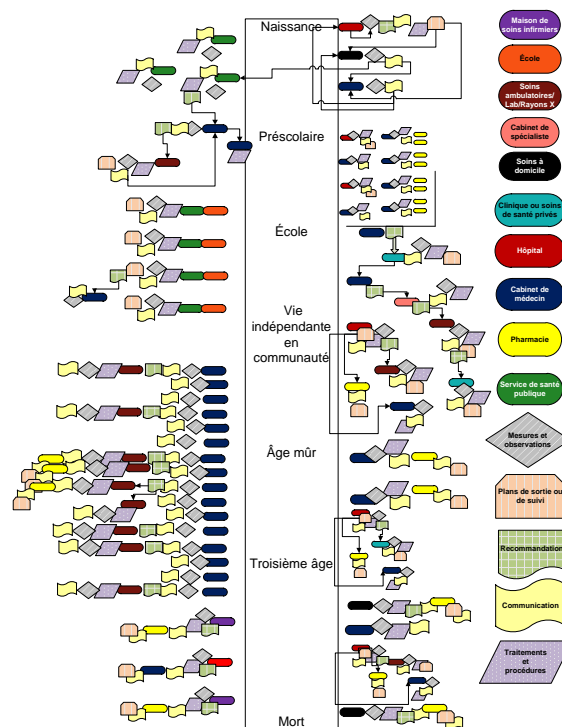 Naissance
Préscolaire
École
Vie
indépendante
en
communauté
Âge mûr
Troisième âge
Mort
Maison de
soins infirmiers
École
Soins
ambulatoires/
Lab/Rayons X
Cabinet de
spécialiste
Soins à
domicile
Clinique ou soins
de santé privés
Hôpital
Cabinet de
médecin
Pharmacie
Service de santé
publique
Mesures et
observations
Plans de sortie ou
de suivi
Recommandation
Communication
Traitements
et
procédures